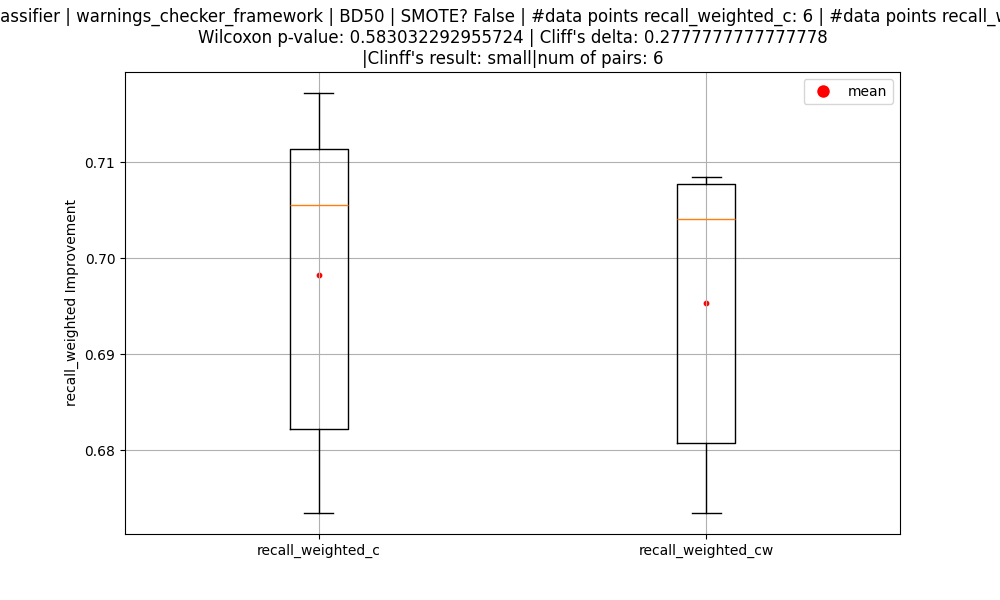 assifier | warnings_checker_framework | BD50 | SMOTE? False | #data points recall_weighted_c: 6 | #data points recall_w
Wilcoxon p-value: 0.583032292955724 | Cliff's delta: 0.2777777777777778
|Clinff's result: small|num of pairs: 6
mean
0.71
0.70
0.69
0.68
recall_weighted Improvement
recall_weighted_c
recall_weighted_cw